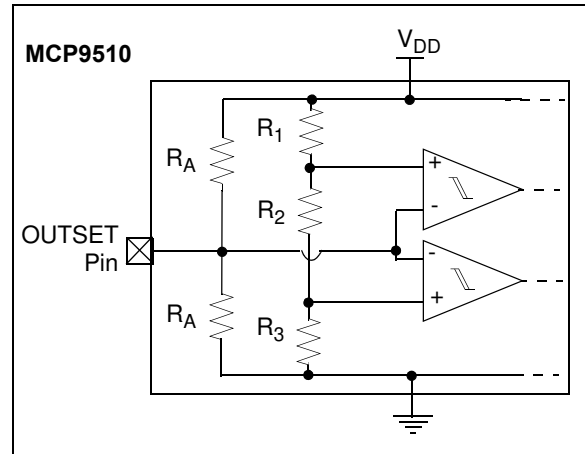 MCP9510
V_DD
R_1
R_A
+
-
R_2
OUTSET
Pin
-
+
R_A
R_3